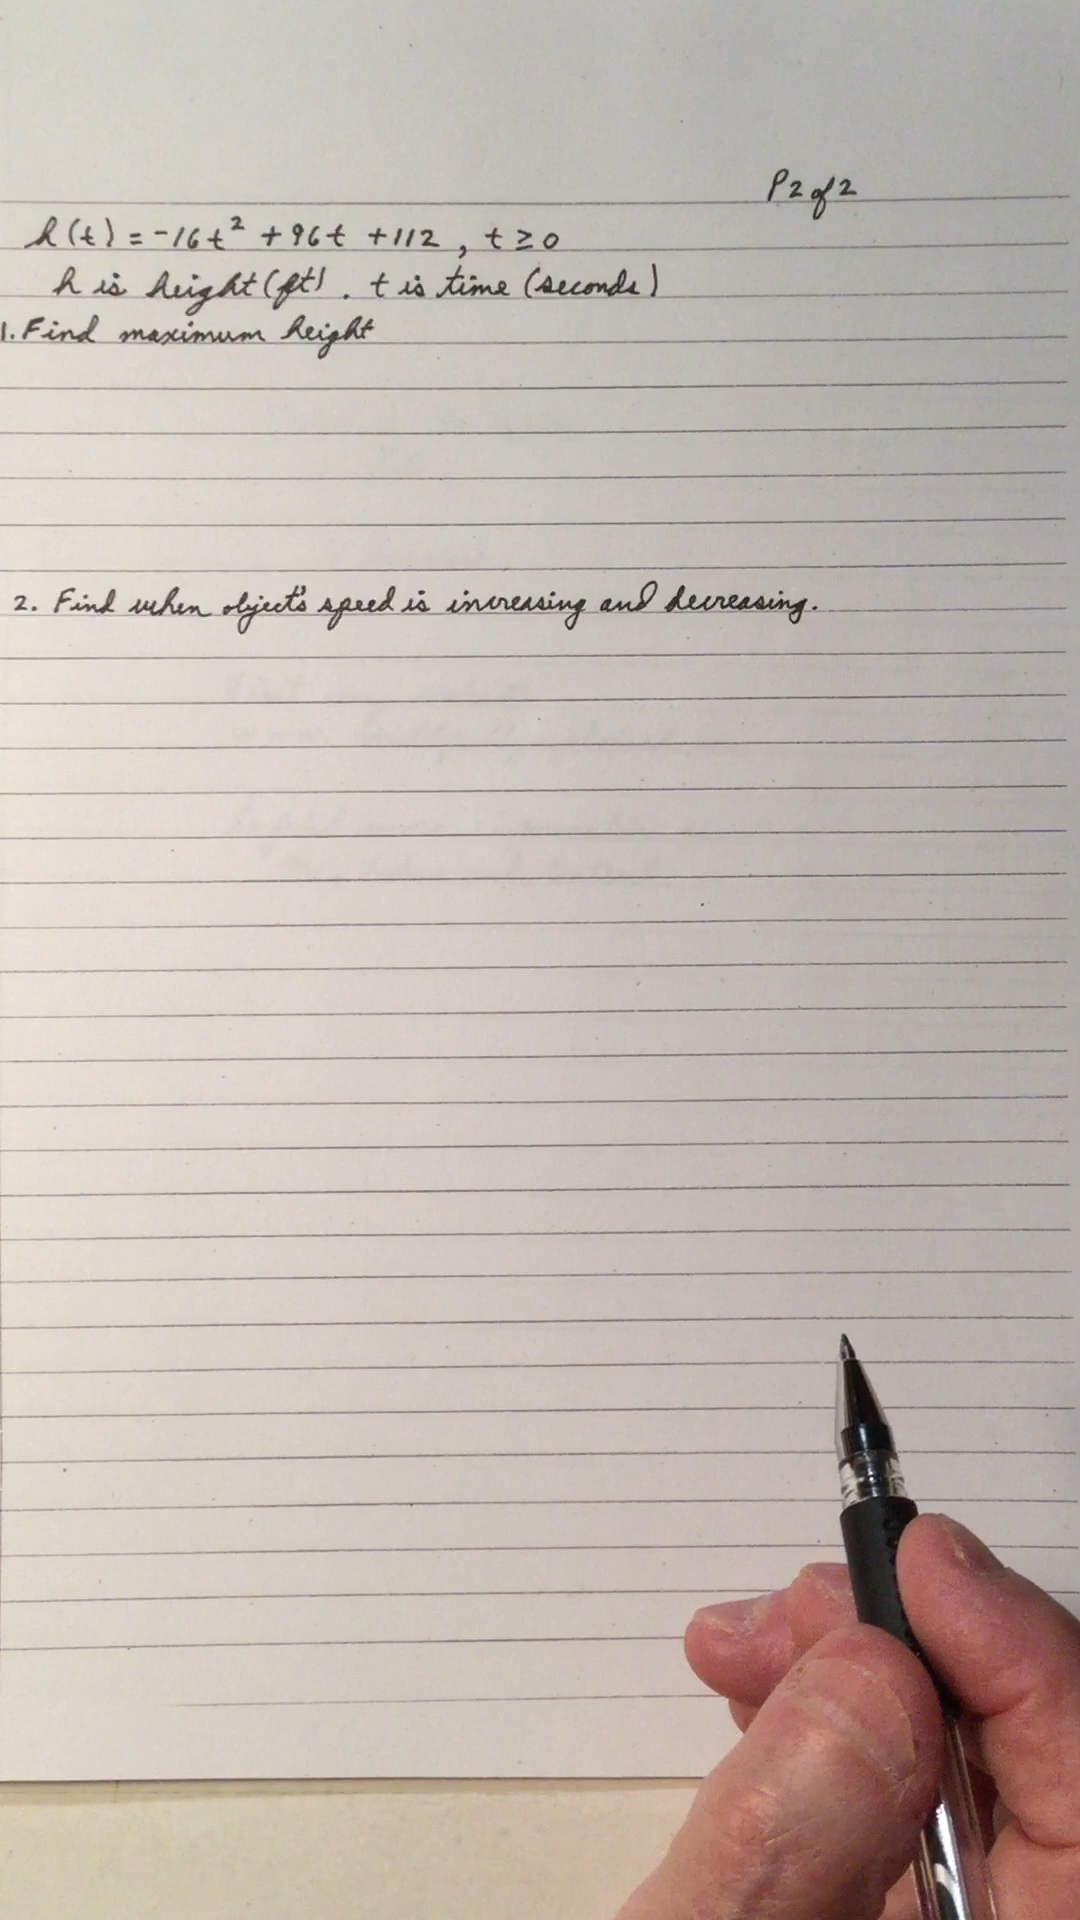 P2 of 2
h(t) = -16t² + 96t + 112, t ≥ 0
h is height (ft). t is time (seconds)
1. Find maximum height
2. Find when object's speed is increasing and decreasing.